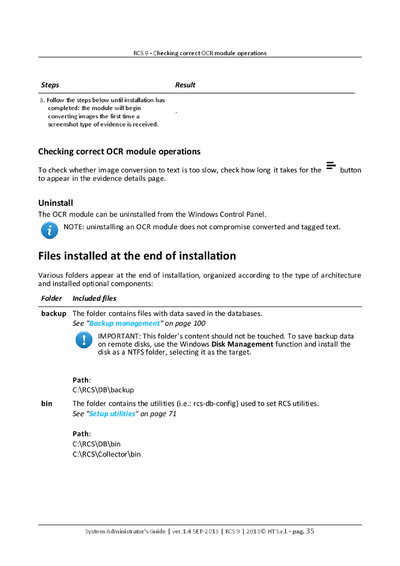 RCS 9 - Checking correct OCR module operations
Steps Result
3. Follow the steps below until installation has
completed: the module will begin
converting images the first time a
screenshot type of evidence is received.
-
Checking correct OCR module operations
To check whether image conversion to text is too slow, check how long it takes for the button
to appear in the evidence details page.
Uninstall
The OCR module can be uninstalled from the Windows Control Panel.
NOTE: uninstalling an OCR module does not compromise converted and tagged text.
Files installed at the end of installation
Various folders appear at the end of installation, organized according to the type of architecture
and installed optional components:
Folder Included files
backup The folder contains files with data saved in the databases.
See "Backup management" on page 100
IMPORTANT: This folder's content should not be touched. To save backup data
on remote disks, use the Windows Disk Management function and install the
disk as a NTFS folder, selecting it as the target.
Path:
C:\RCS\DB\backup
bin The folder contains the utilities (i.e.: rcs-db-config) used to set RCS utilities.
See "Setup utilities" on page 71
Path:
C:\RCS\DB\bin
C:\RCS\Collector\bin
System Administrator's Guide | ver.1.4 SEP-2013 | RCS 9 | 2013© HT S.r.l. - pag. 35